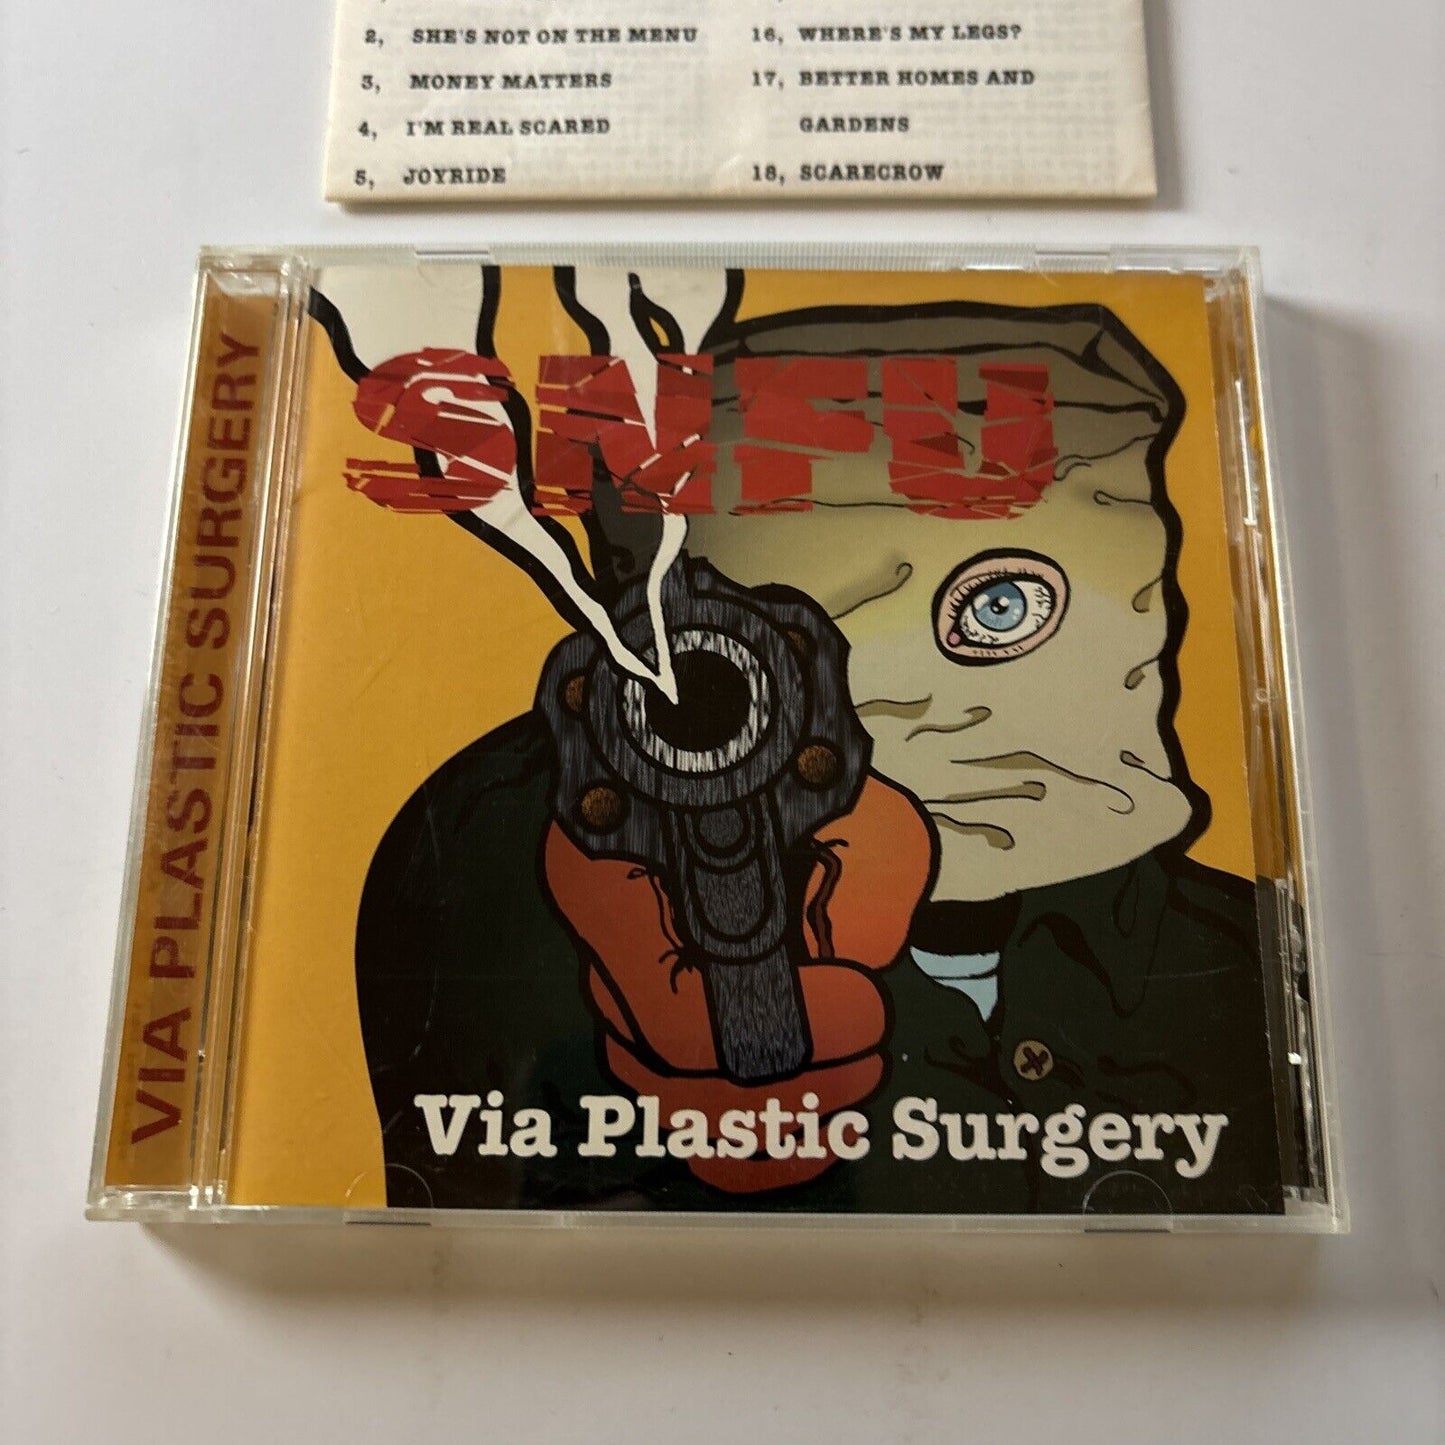 2, SHE'S NOT ON THE MENU
3, MONEY MATTERS
4, I'M REAL SCARED
5, JOYRIDE
16, WHERE'S MY LEGS?
17, BETTER HOMES AND
GARDENS
18, SCARECROW
VIA PLASTIC SURGERY
SNFU
Via Plastic Surgery